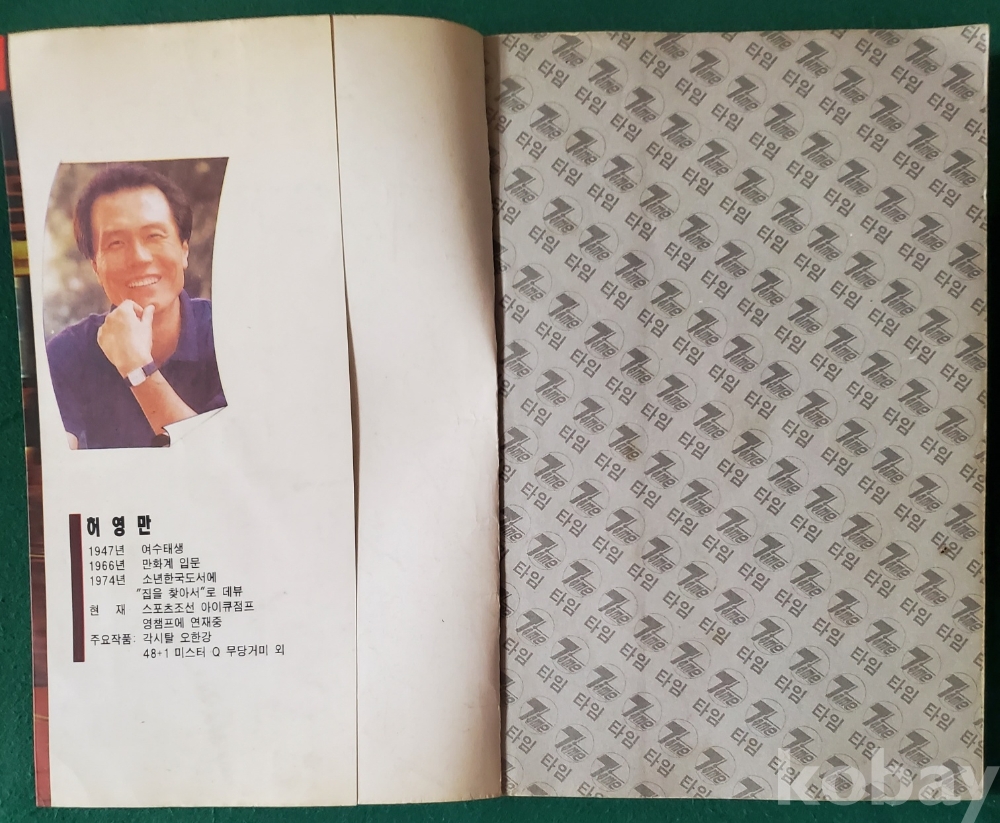 허영만
1947년 여수태생
1966년 만화계 입문
1974년 소년한국도서에
"집을 찾아서"로 데뷰
현 재 스포츠조선 아이큐점프
영챔프에 연재중
주요작품: 각시탈 오한강
48+1 미스터 Q 무당거미 외
Time
타임
kobay